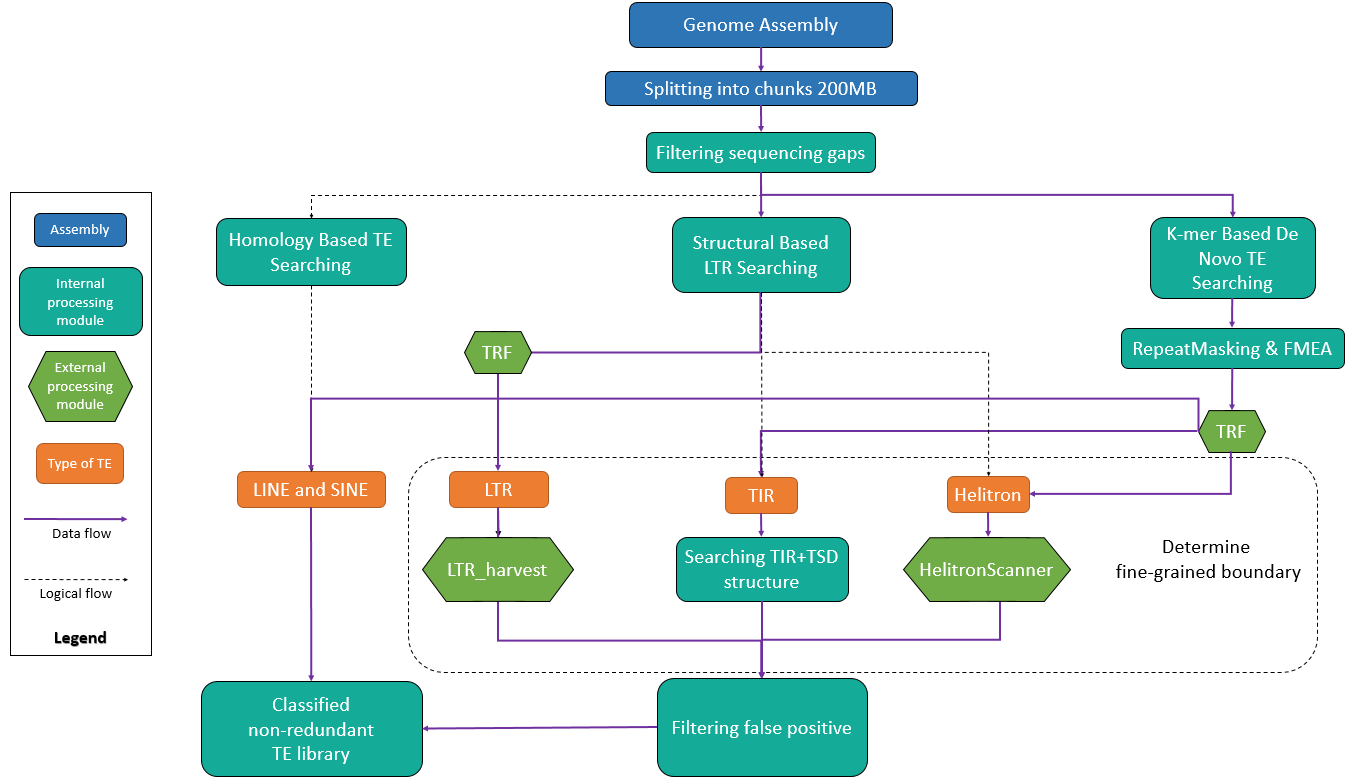 Genome Assembly
Splitting into chunks 200MB
Filtering sequencing gaps
Homology Based TE
Searching
Structural Based
LTR Searching
K-mer Based De
Novo TE
Searching
RepeatMasking & FMEA
TRF
TRF
LINE and SINE
LTR
TIR
Helitron
LTR_harvest
Searching TIR+TSD
structure
HelitronScanner
Determine
fine-grained boundary
Classified
non-redundant
TE library
Filtering false positive
Assembly
Internal
processing
module
External
processing
module
Type of TE
Data flow
Logical flow
Legend